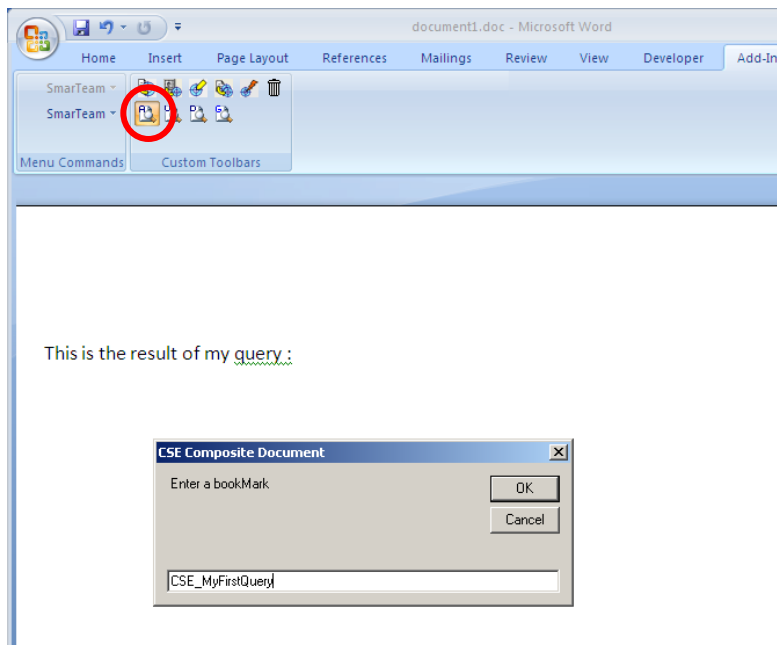 document1.doc - Microsoft Word
Home Insert Page Layout References Mailings Review View Developer Add-In
SmarTeam
SmarTeam
Menu Commands Custom Toolbars
This is the result of my query :
CSE Composite Document
Enter a bookMark
OK
Cancel
CSE_MyFirstQuery